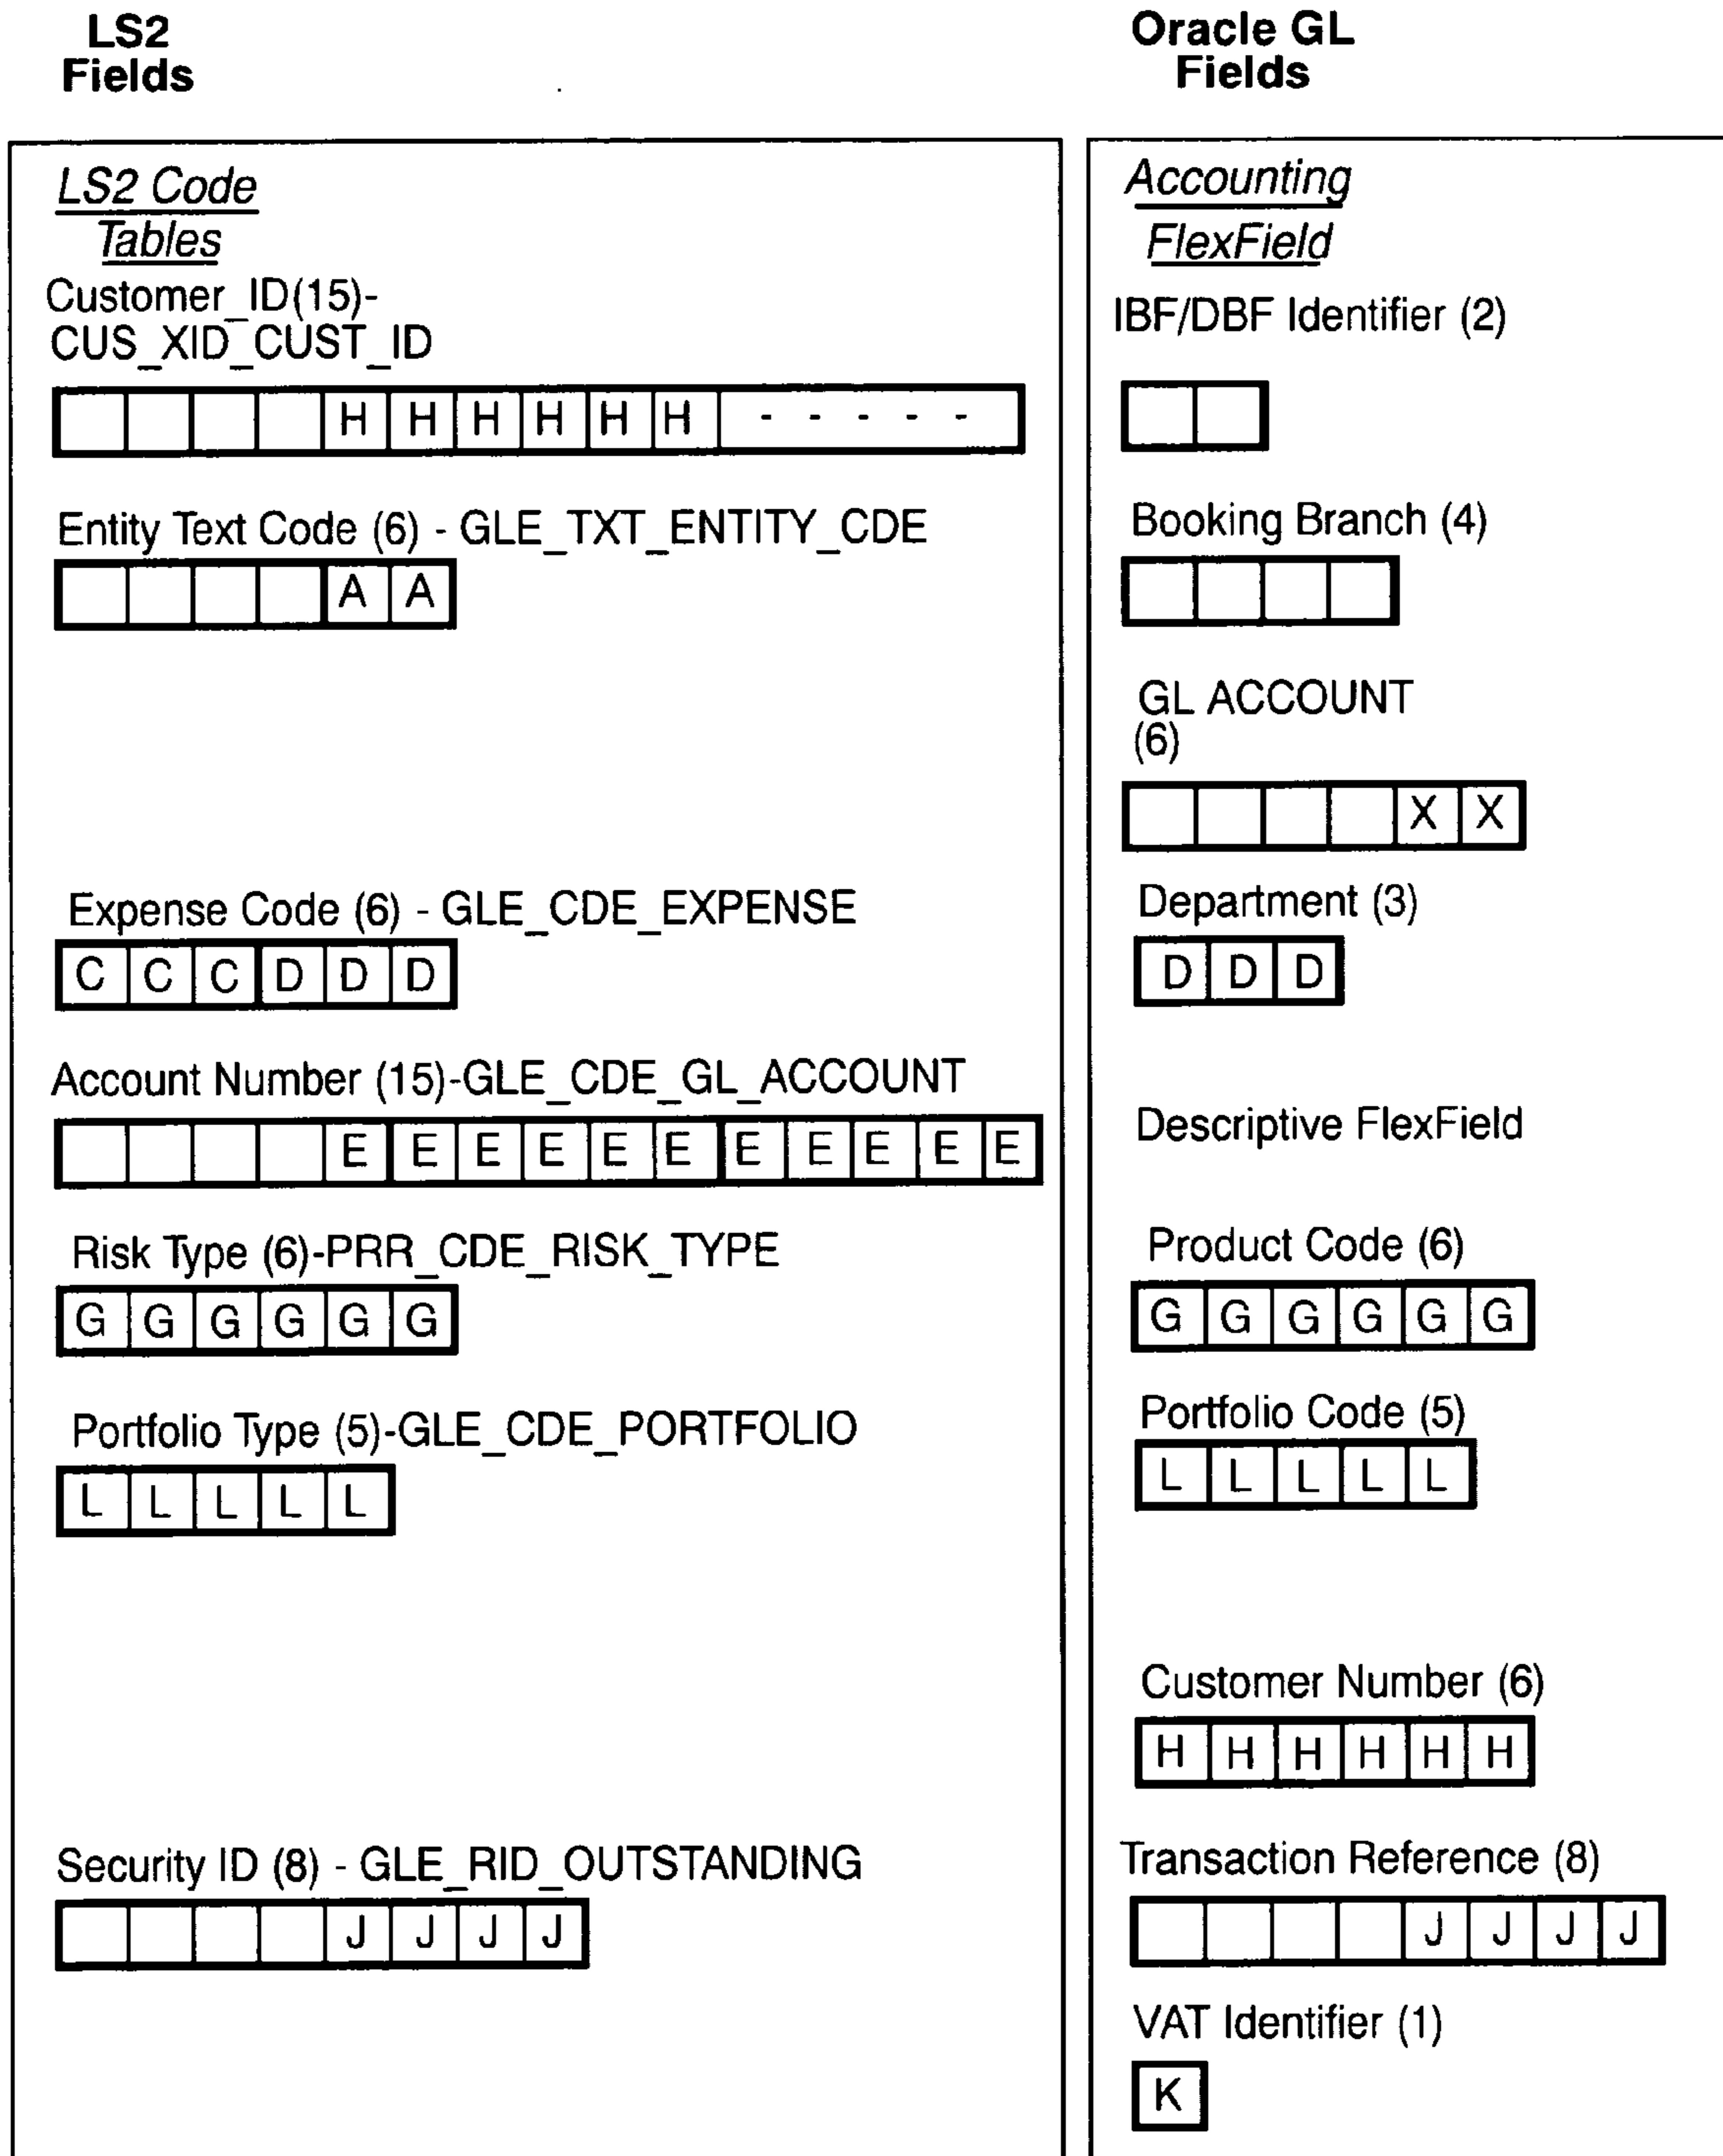 LS2
Fields
Oracle GL
Fields
LS2 Code
Tables
Customer_ID(15)-
CUS_XID_CUST_ID
H H H H H H - - - - -
Entity Text Code (6) - GLE_TXT_ENTITY_CDE
A A
Expense Code (6) - GLE_CDE_EXPENSE
C C C D D D
Account Number (15)-GLE_CDE_GL_ACCOUNT
E E E E E E E E E E E
Risk Type (6)-PRR_CDE_RISK_TYPE
G G G G G G
Portfolio Type (5)-GLE_CDE_PORTFOLIO
L L L L L
Security ID (8) - GLE_RID_OUTSTANDING
J J J J
Accounting
FlexField
IBF/DBF Identifier (2)
Booking Branch (4)
GL ACCOUNT
(6)
X X
Department (3)
D D D
Descriptive FlexField
Product Code (6)
G G G G G G
Portfolio Code (5)
L L L L L
Customer Number (6)
H H H H H H
Transaction Reference (8)
J J J J
VAT Identifier (1)
K